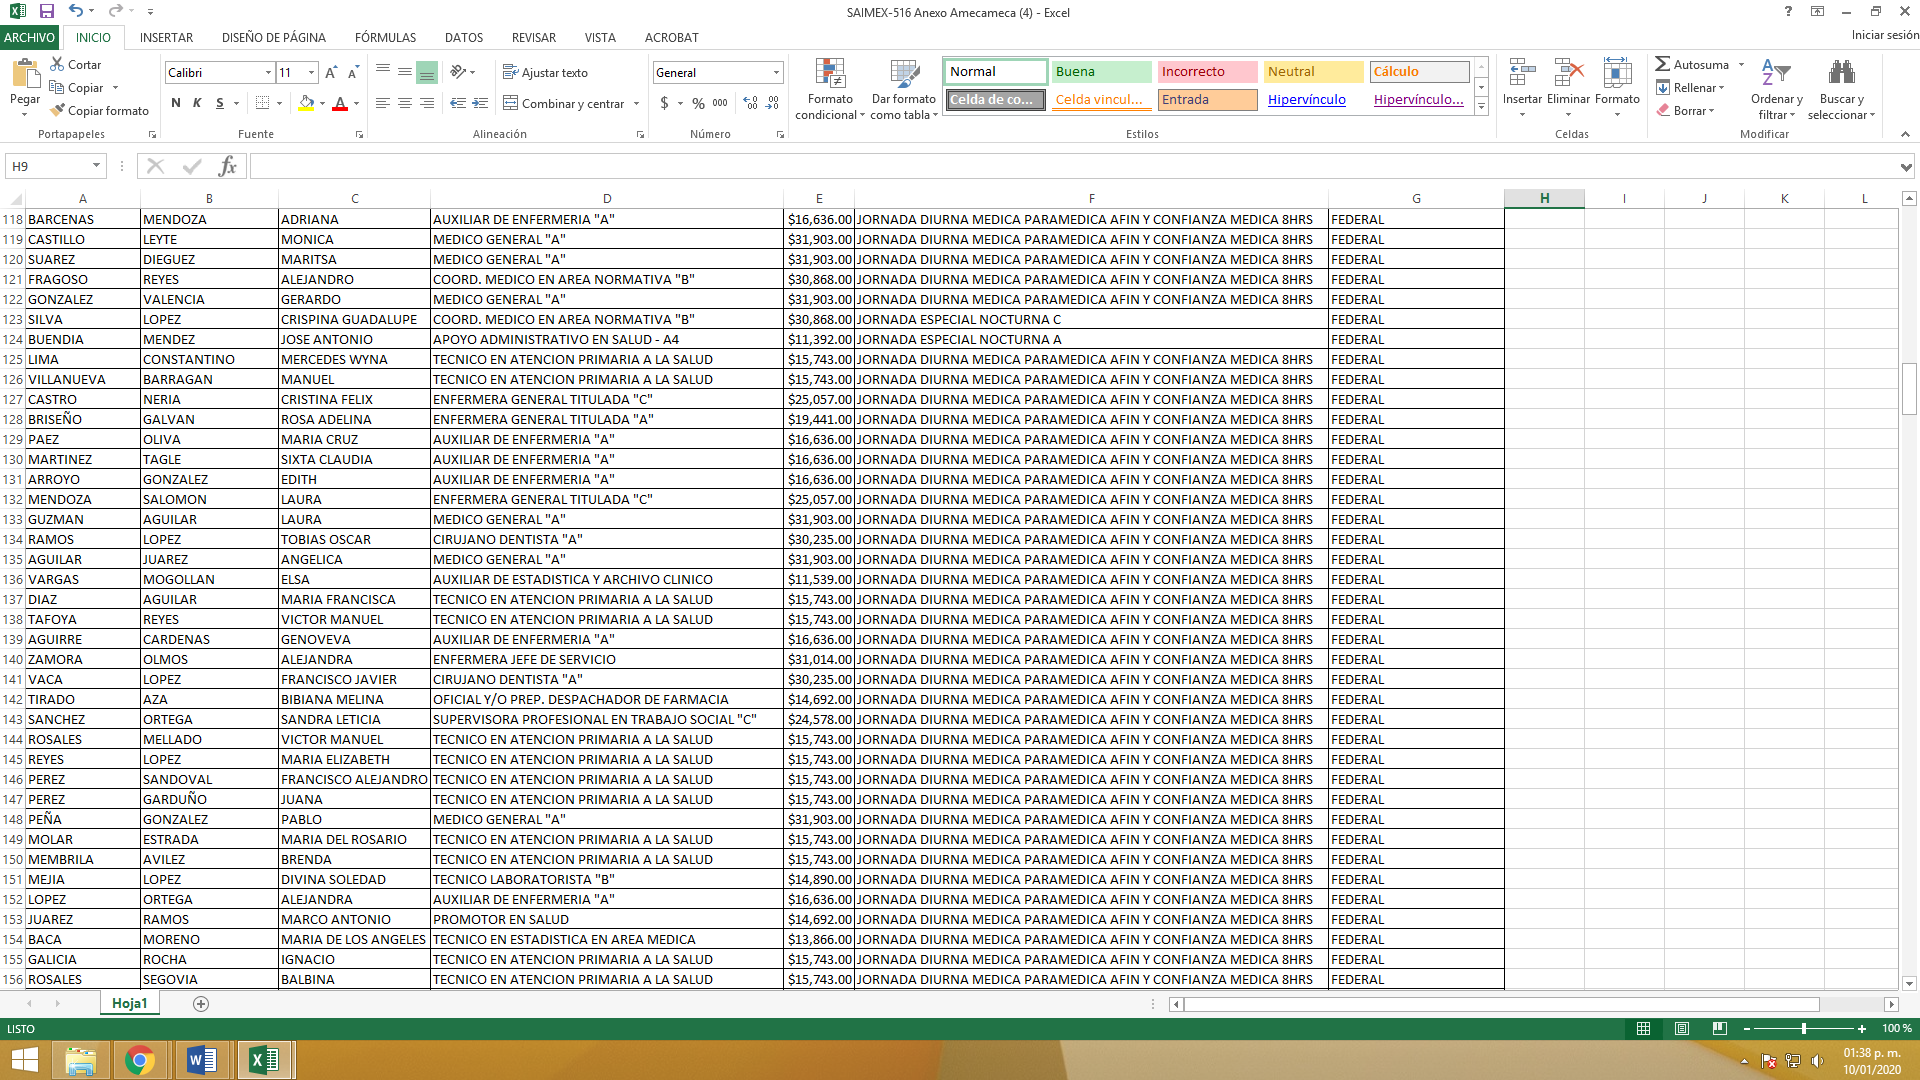 SAIMEX-516 Anexo Amecameca (4) - Excel
ARCHIVO INICIO INSERTAR DISEÑO DE PÁGINA FÓRMULAS DATOS REVISAR VISTA ACROBAT Iniciar sesión
Pegar Cortar Copiar Copiar formato
Calibri 11 N K S
Ajustar texto Combinar y centrar
General $ % 000
Formato condicional Dar formato como tabla
Normal Buena Incorrecto Neutral Cálculo
Celda de co... Celda vincul... Entrada Hipervínculo Hipervínculo...
Insertar Eliminar Formato
Autosuma Rellenar Borrar Ordenar y filtrar Buscar y seleccionar
Portapapeles Fuente Alineación Número Estilos Celdas Modificar
H9 fx
A B C D E F G H I J K L
118 BARCENAS MENDOZA ADRIANA AUXILIAR DE ENFERMERIA "A" $16,636.00 JORNADA DIURNA MEDICA PARAMEDICA AFIN Y CONFIANZA MEDICA 8HRS FEDERAL
119 CASTILLO LEYTE MONICA MEDICO GENERAL "A" $31,903.00 JORNADA DIURNA MEDICA PARAMEDICA AFIN Y CONFIANZA MEDICA 8HRS FEDERAL
120 SUAREZ DIEGUEZ MARITSA MEDICO GENERAL "A" $31,903.00 JORNADA DIURNA MEDICA PARAMEDICA AFIN Y CONFIANZA MEDICA 8HRS FEDERAL
121 FRAGOSO REYES ALEJANDRO COORD. MEDICO EN AREA NORMATIVA "B" $30,868.00 JORNADA DIURNA MEDICA PARAMEDICA AFIN Y CONFIANZA MEDICA 8HRS FEDERAL
122 GONZALEZ VALENCIA GERARDO MEDICO GENERAL "A" $31,903.00 JORNADA DIURNA MEDICA PARAMEDICA AFIN Y CONFIANZA MEDICA 8HRS FEDERAL
123 SILVA LOPEZ CRISPINA GUADALUPE COORD. MEDICO EN AREA NORMATIVA "B" $30,868.00 JORNADA ESPECIAL NOCTURNA C FEDERAL
124 BUENDIA MENDEZ JOSE ANTONIO APOYO ADMINISTRATIVO EN SALUD - A4 $11,392.00 JORNADA ESPECIAL NOCTURNA A FEDERAL
125 LIMA CONSTANTINO MERCEDES WYNA TECNICO EN ATENCION PRIMARIA A LA SALUD $15,743.00 JORNADA DIURNA MEDICA PARAMEDICA AFIN Y CONFIANZA MEDICA 8HRS FEDERAL
126 VILLANUEVA BARRAGAN MANUEL TECNICO EN ATENCION PRIMARIA A LA SALUD $15,743.00 JORNADA DIURNA MEDICA PARAMEDICA AFIN Y CONFIANZA MEDICA 8HRS FEDERAL
127 CASTRO NERIA CRISTINA FELIX ENFERMERA GENERAL TITULADA "C" $25,057.00 JORNADA DIURNA MEDICA PARAMEDICA AFIN Y CONFIANZA MEDICA 8HRS FEDERAL
128 BRISEÑO GALVAN ROSA ADELINA ENFERMERA GENERAL TITULADA "A" $19,441.00 JORNADA DIURNA MEDICA PARAMEDICA AFIN Y CONFIANZA MEDICA 8HRS FEDERAL
129 PAEZ OLIVA MARIA CRUZ AUXILIAR DE ENFERMERIA "A" $16,636.00 JORNADA DIURNA MEDICA PARAMEDICA AFIN Y CONFIANZA MEDICA 8HRS FEDERAL
130 MARTINEZ TAGLE SIXTA CLAUDIA AUXILIAR DE ENFERMERIA "A" $16,636.00 JORNADA DIURNA MEDICA PARAMEDICA AFIN Y CONFIANZA MEDICA 8HRS FEDERAL
131 ARROYO GONZALEZ EDITH AUXILIAR DE ENFERMERIA "A" $16,636.00 JORNADA DIURNA MEDICA PARAMEDICA AFIN Y CONFIANZA MEDICA 8HRS FEDERAL
132 MENDOZA SALOMON LAURA ENFERMERA GENERAL TITULADA "C" $25,057.00 JORNADA DIURNA MEDICA PARAMEDICA AFIN Y CONFIANZA MEDICA 8HRS FEDERAL
133 GUZMAN AGUILAR LAURA MEDICO GENERAL "A" $31,903.00 JORNADA DIURNA MEDICA PARAMEDICA AFIN Y CONFIANZA MEDICA 8HRS FEDERAL
134 RAMOS LOPEZ TOBIAS OSCAR CIRUJANO DENTISTA "A" $30,235.00 JORNADA DIURNA MEDICA PARAMEDICA AFIN Y CONFIANZA MEDICA 8HRS FEDERAL
135 AGUILAR JUAREZ ANGELICA MEDICO GENERAL "A" $31,903.00 JORNADA DIURNA MEDICA PARAMEDICA AFIN Y CONFIANZA MEDICA 8HRS FEDERAL
136 VARGAS MOGOLLAN ELSA AUXILIAR DE ESTADISTICA Y ARCHIVO CLINICO $11,539.00 JORNADA DIURNA MEDICA PARAMEDICA AFIN Y CONFIANZA MEDICA 8HRS FEDERAL
137 DIAZ AGUILAR MARIA FRANCISCA TECNICO EN ATENCION PRIMARIA A LA SALUD $15,743.00 JORNADA DIURNA MEDICA PARAMEDICA AFIN Y CONFIANZA MEDICA 8HRS FEDERAL
138 TAFOYA REYES VICTOR MANUEL TECNICO EN ATENCION PRIMARIA A LA SALUD $15,743.00 JORNADA DIURNA MEDICA PARAMEDICA AFIN Y CONFIANZA MEDICA 8HRS FEDERAL
139 AGUIRRE CARDENAS GENOVEVA AUXILIAR DE ENFERMERIA "A" $16,636.00 JORNADA DIURNA MEDICA PARAMEDICA AFIN Y CONFIANZA MEDICA 8HRS FEDERAL
140 ZAMORA OLMOS ALEJANDRA ENFERMERA JEFE DE SERVICIO $31,014.00 JORNADA DIURNA MEDICA PARAMEDICA AFIN Y CONFIANZA MEDICA 8HRS FEDERAL
141 VACA LOPEZ FRANCISCO JAVIER CIRUJANO DENTISTA "A" $30,235.00 JORNADA DIURNA MEDICA PARAMEDICA AFIN Y CONFIANZA MEDICA 8HRS FEDERAL
142 TIRADO AZA BIBIANA MELINA OFICIAL Y/O PREP. DESPACHADOR DE FARMACIA $14,692.00 JORNADA DIURNA MEDICA PARAMEDICA AFIN Y CONFIANZA MEDICA 8HRS FEDERAL
143 SANCHEZ ORTEGA SANDRA LETICIA SUPERVISORA PROFESIONAL EN TRABAJO SOCIAL "C" $24,578.00 JORNADA DIURNA MEDICA PARAMEDICA AFIN Y CONFIANZA MEDICA 8HRS FEDERAL
144 ROSALES MELLADO VICTOR MANUEL TECNICO EN ATENCION PRIMARIA A LA SALUD $15,743.00 JORNADA DIURNA MEDICA PARAMEDICA AFIN Y CONFIANZA MEDICA 8HRS FEDERAL
145 REYES LOPEZ MARIA ELIZABETH TECNICO EN ATENCION PRIMARIA A LA SALUD $15,743.00 JORNADA DIURNA MEDICA PARAMEDICA AFIN Y CONFIANZA MEDICA 8HRS FEDERAL
146 PEREZ SANDOVAL FRANCISCO ALEJANDRO TECNICO EN ATENCION PRIMARIA A LA SALUD $15,743.00 JORNADA DIURNA MEDICA PARAMEDICA AFIN Y CONFIANZA MEDICA 8HRS FEDERAL
147 PEREZ GARDUÑO JUANA TECNICO EN ATENCION PRIMARIA A LA SALUD $15,743.00 JORNADA DIURNA MEDICA PARAMEDICA AFIN Y CONFIANZA MEDICA 8HRS FEDERAL
148 PEÑA GONZALEZ PABLO MEDICO GENERAL "A" $31,903.00 JORNADA DIURNA MEDICA PARAMEDICA AFIN Y CONFIANZA MEDICA 8HRS FEDERAL
149 MOLAR ESTRADA MARIA DEL ROSARIO TECNICO EN ATENCION PRIMARIA A LA SALUD $15,743.00 JORNADA DIURNA MEDICA PARAMEDICA AFIN Y CONFIANZA MEDICA 8HRS FEDERAL
150 MEMBRILA AVILEZ BRENDA TECNICO EN ATENCION PRIMARIA A LA SALUD $15,743.00 JORNADA DIURNA MEDICA PARAMEDICA AFIN Y CONFIANZA MEDICA 8HRS FEDERAL
151 MEJIA LOPEZ DIVINA SOLEDAD TECNICO LABORATORISTA "B" $14,890.00 JORNADA DIURNA MEDICA PARAMEDICA AFIN Y CONFIANZA MEDICA 8HRS FEDERAL
152 LOPEZ ORTEGA ALEJANDRA AUXILIAR DE ENFERMERIA "A" $16,636.00 JORNADA DIURNA MEDICA PARAMEDICA AFIN Y CONFIANZA MEDICA 8HRS FEDERAL
153 JUAREZ RAMOS MARCO ANTONIO PROMOTOR EN SALUD $14,692.00 JORNADA DIURNA MEDICA PARAMEDICA AFIN Y CONFIANZA MEDICA 8HRS FEDERAL
154 BACA MORENO MARIA DE LOS ANGELES TECNICO EN ESTADISTICA EN AREA MEDICA $13,866.00 JORNADA DIURNA MEDICA PARAMEDICA AFIN Y CONFIANZA MEDICA 8HRS FEDERAL
155 GALICIA ROCHA IGNACIO TECNICO EN ATENCION PRIMARIA A LA SALUD $15,743.00 JORNADA DIURNA MEDICA PARAMEDICA AFIN Y CONFIANZA MEDICA 8HRS FEDERAL
156 ROSALES SEGOVIA BALBINA TECNICO EN ATENCION PRIMARIA A LA SALUD $15,743.00 JORNADA DIURNA MEDICA PARAMEDICA AFIN Y CONFIANZA MEDICA 8HRS FEDERAL
Hoja1
LISTO 100 %
01:38 p. m.
10/01/2020